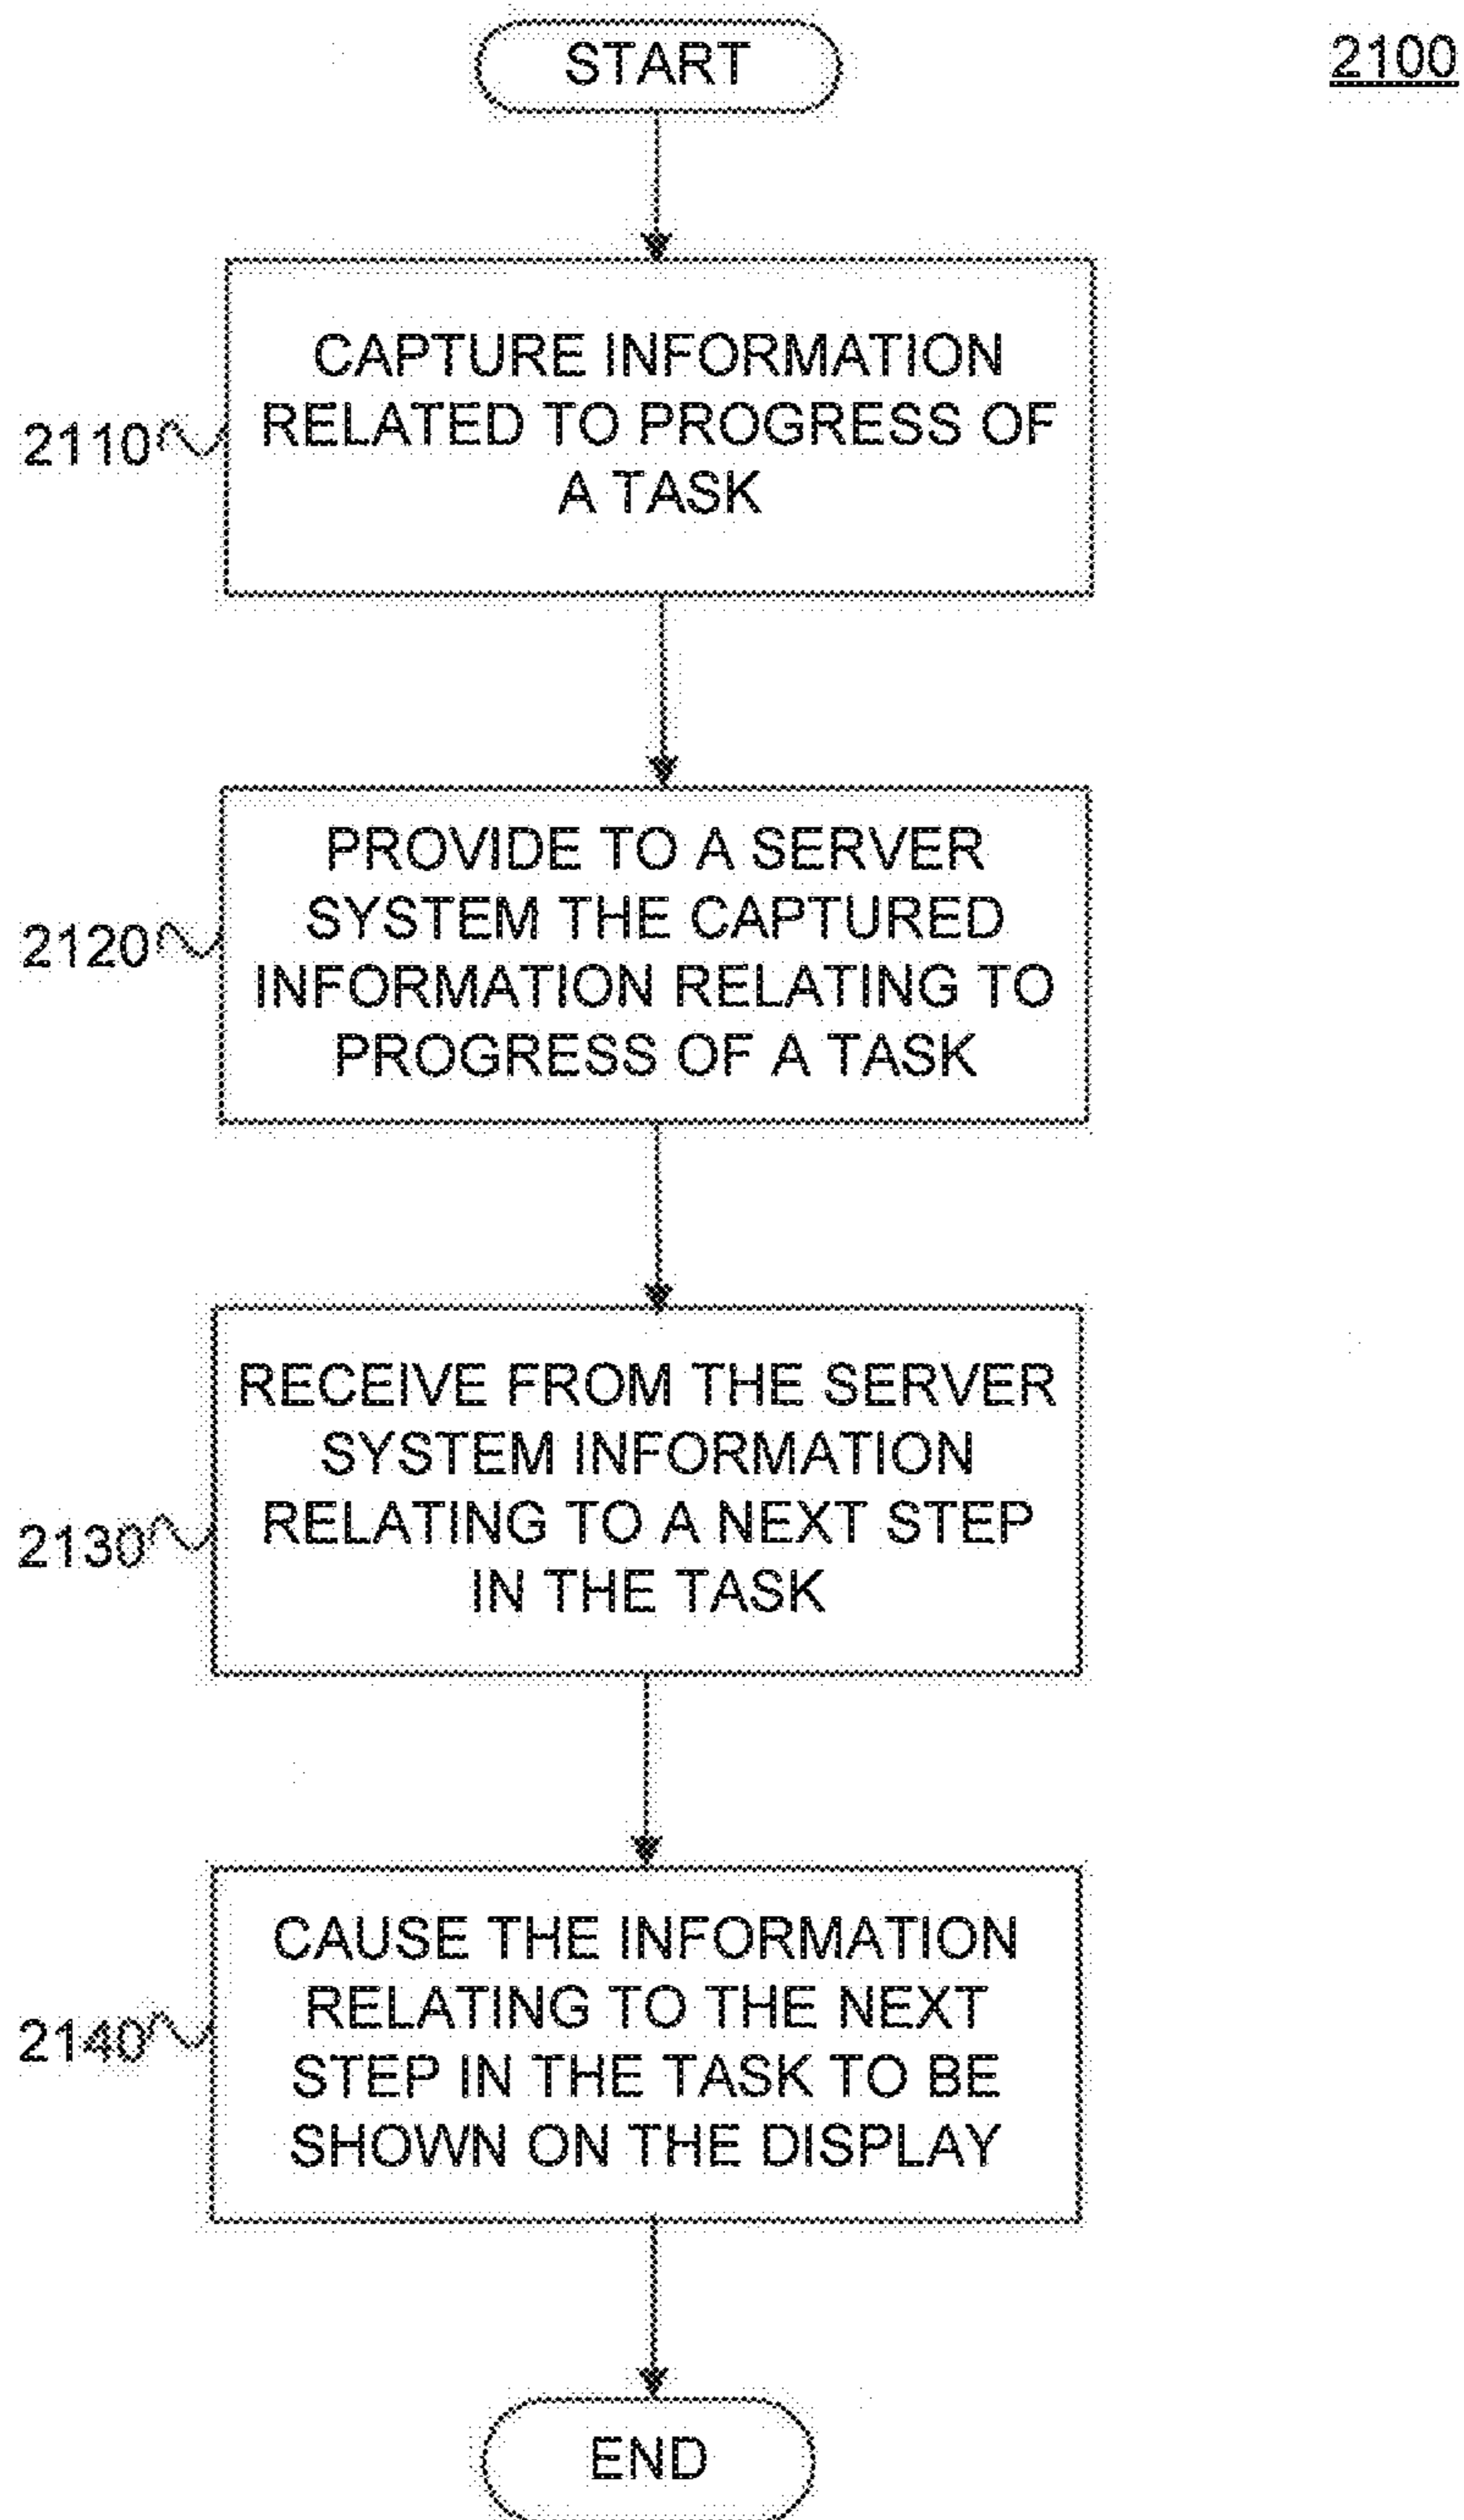 START
2100
CAPTURE INFORMATION
RELATED TO PROGRESS OF
A TASK
2110
PROVIDE TO A SERVER
SYSTEM THE CAPTURED
INFORMATION RELATING TO
PROGRESS OF A TASK
2120
RECEIVE FROM THE SERVER
SYSTEM INFORMATION
RELATING TO A NEXT STEP
IN THE TASK
2130
CAUSE THE INFORMATION
RELATING TO THE NEXT
STEP IN THE TASK TO BE
SHOWN ON THE DISPLAY
2140
END